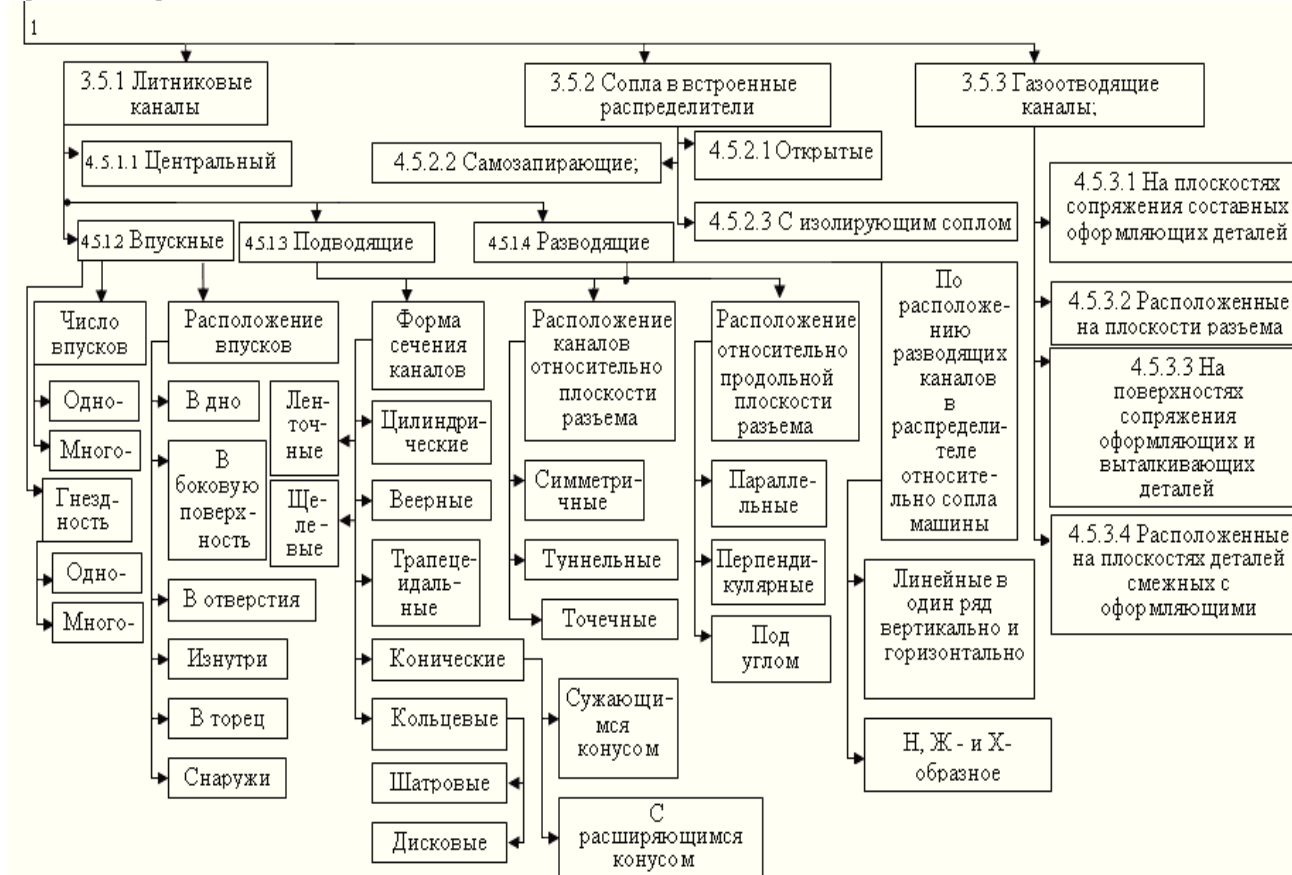 1
3.5.1 Литниковые
каналы
3.5.2 Сопла в встроенные
распределители
3.5.3 Газоотводящие
каналы;
4.5.1.1 Центральный
4.5.2.2 Самозапирающие;
4.5.2.1 Открытые
4.5.2.3 С изолирующим соплом
4.5.1.2 Впускные
4.5.1.3 Подводящие
4.5.1.4 Разводящие
Число
впусков
Одно-
Много-
Гнезд-
ность
Одно-
Много-
Расположение
впусков
В дно
В
боковую
поверх-
ность
В отверстия
Изнутри
В торец
Снаружи
Форма
сечения
каналов
Лен-
точ-
ные
Ще-
ле-
вые
Цилиндри-
ческие
Веерные
Трапеце-
идаль-
ные
Конические
Кольцевые
Шатровые
Дисковые
Сужающи-
мся
конусом
С
расширяющимся
конусом
Расположение
каналов
относительно
плоскости
разъема
Симметри-
чные
Туннельные
Точечные
Расположение
относительно
продольной
плоскости
разъема
Параллель-
ные
Перпенди-
кулярные
Под
углом
По
расположе-
нию
разводящих
каналов
в
распредели-
теле
относите-
льно сопла
машины
Линейные в
один ряд
вертикально и
горизонтально
Н, Ж - и Х-
образное
4.5.3.1 На плоскостях
сопряжения составных
оформляющих деталей
4.5.3.2 Расположенные
на плоскости разъема
4.5.3.3 На
поверхностях
сопряжения
оформляющих и
выталкивающих
деталей
4.5.3.4 Расположенные
на плоскостях деталей
смежных с
оформляющими